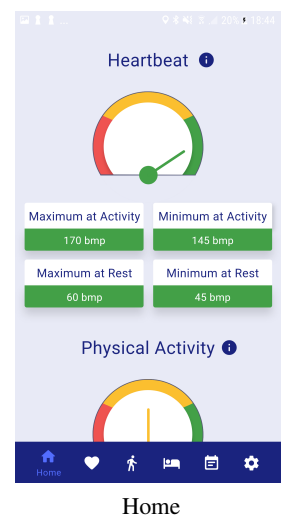 20% 18:44
Heartbeat
Maximum at Activity
170 bmp
Minimum at Activity
145 bmp
Maximum at Rest
60 bmp
Minimum at Rest
45 bmp
Physical Activity
Home
Home